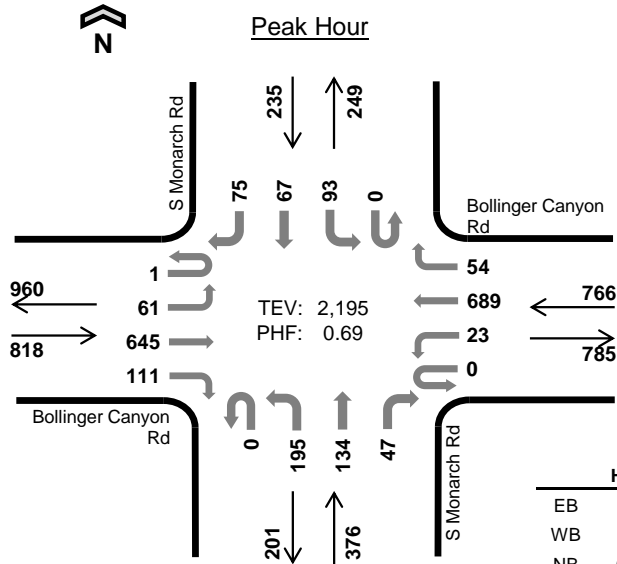 Peak Hour
N
235
249
S Monarch Rd
75
67
93
0
Bollinger Canyon
Rd
1
54
960
61
689
766
TEV: 2,195
PHF: 0.69
818
645
23
785
111
0
Bollinger Canyon
Rd
0
195
134
47
S Monarch Rd
201
376
H
EB
WB
NB